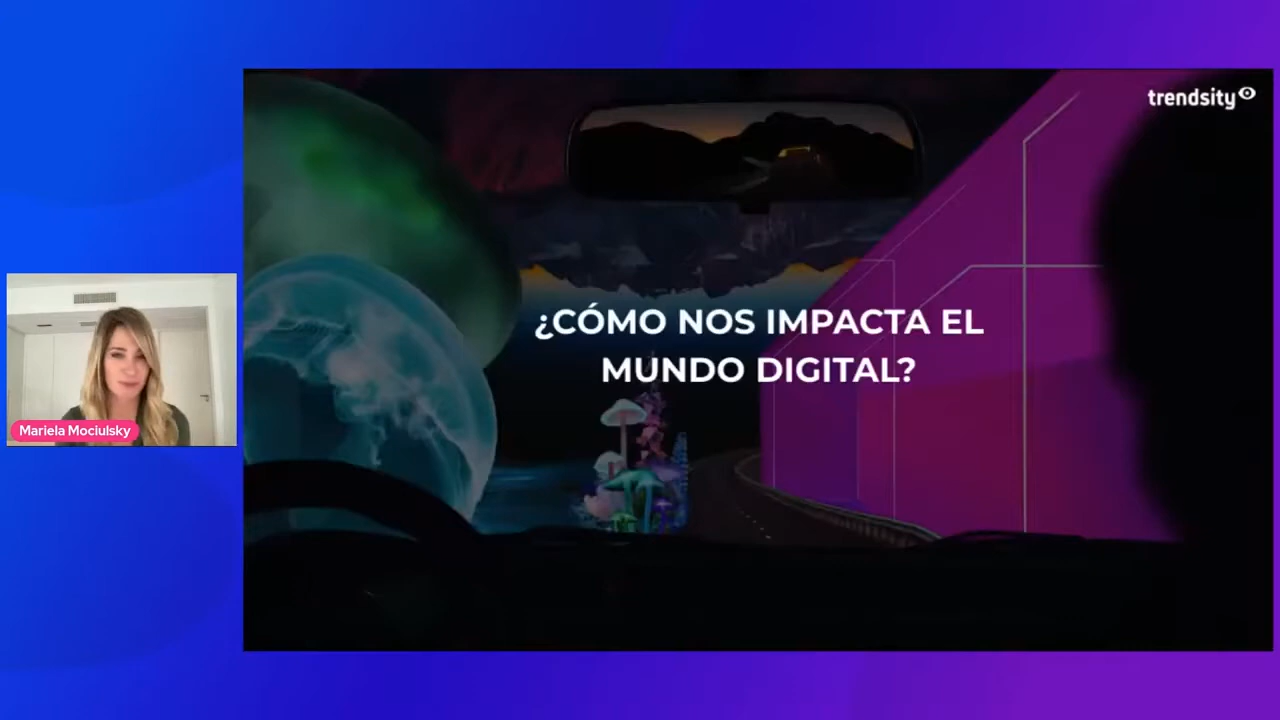 trendsity
¿CÓMO NOS IMPACTA EL
MUNDO DIGITAL?
Mariela Mociulsky